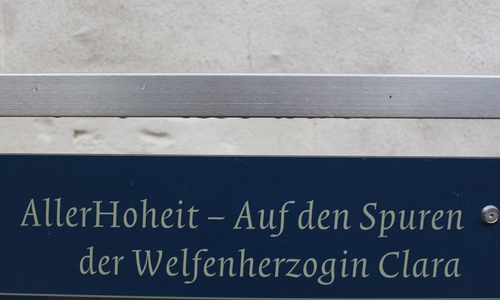 AllerHoheit – Auf den Spuren
der Welfenherzogin Clara